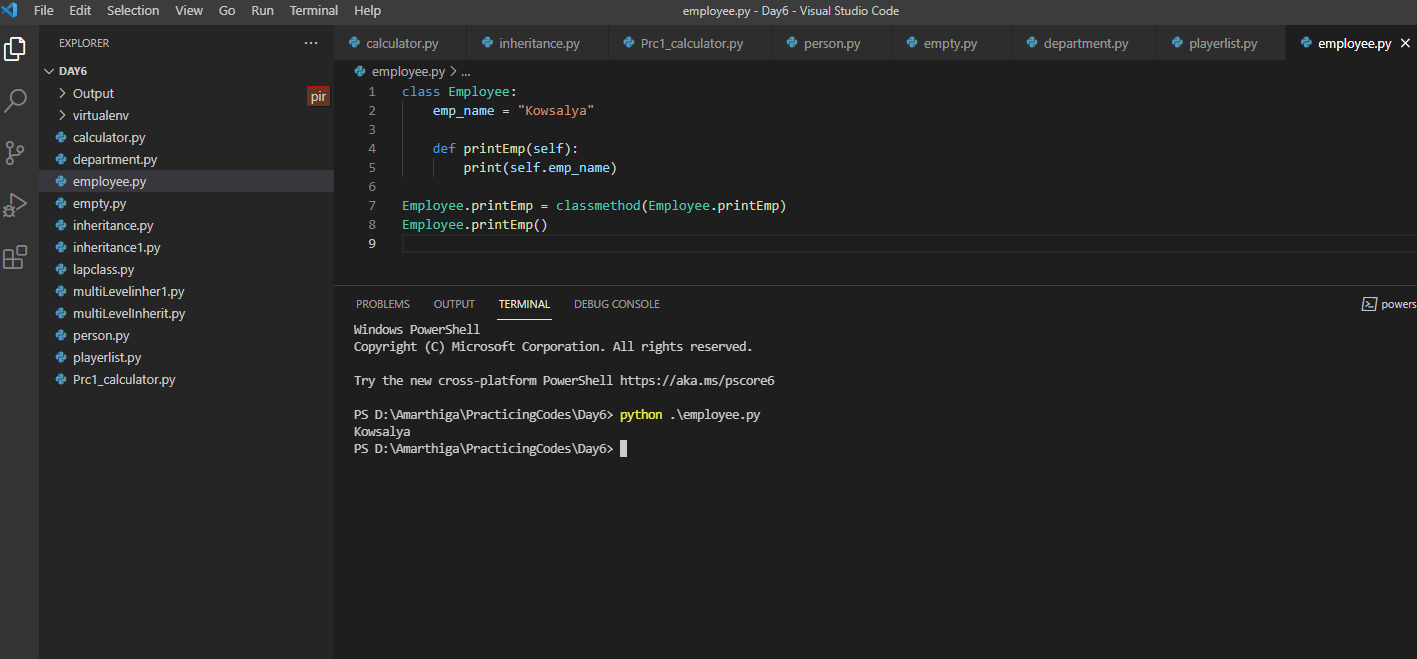 File Edit Selection View Go Run Terminal Help employee.py - Day6 - Visual Studio Code
EXPLORER ...
DAY6
Output
virtualenv
calculator.py
department.py
employee.py
empty.py
inheritance.py
inheritance1.py
lapclass.py
multiLevelinher1.py
multiLevelInherit.py
person.py
playerlist.py
Prc1_calculator.py
pir
calculator.py inheritance.py Prc1_calculator.py person.py empty.py department.py playerlist.py employee.py
employee.py > ...
1 class Employee:
2     emp_name = "Kowsalya"
3
4     def printEmp(self):
5         print(self.emp_name)
6
7 Employee.printEmp = classmethod(Employee.printEmp)
8 Employee.printEmp()
9
PROBLEMS OUTPUT TERMINAL DEBUG CONSOLE powers
Windows PowerShell
Copyright (C) Microsoft Corporation. All rights reserved.
Try the new cross-platform PowerShell https://aka.ms/pscore6
PS D:\Amarthiga\PracticingCodes\Day6> python .\employee.py
Kowsalya
PS D:\Amarthiga\PracticingCodes\Day6>